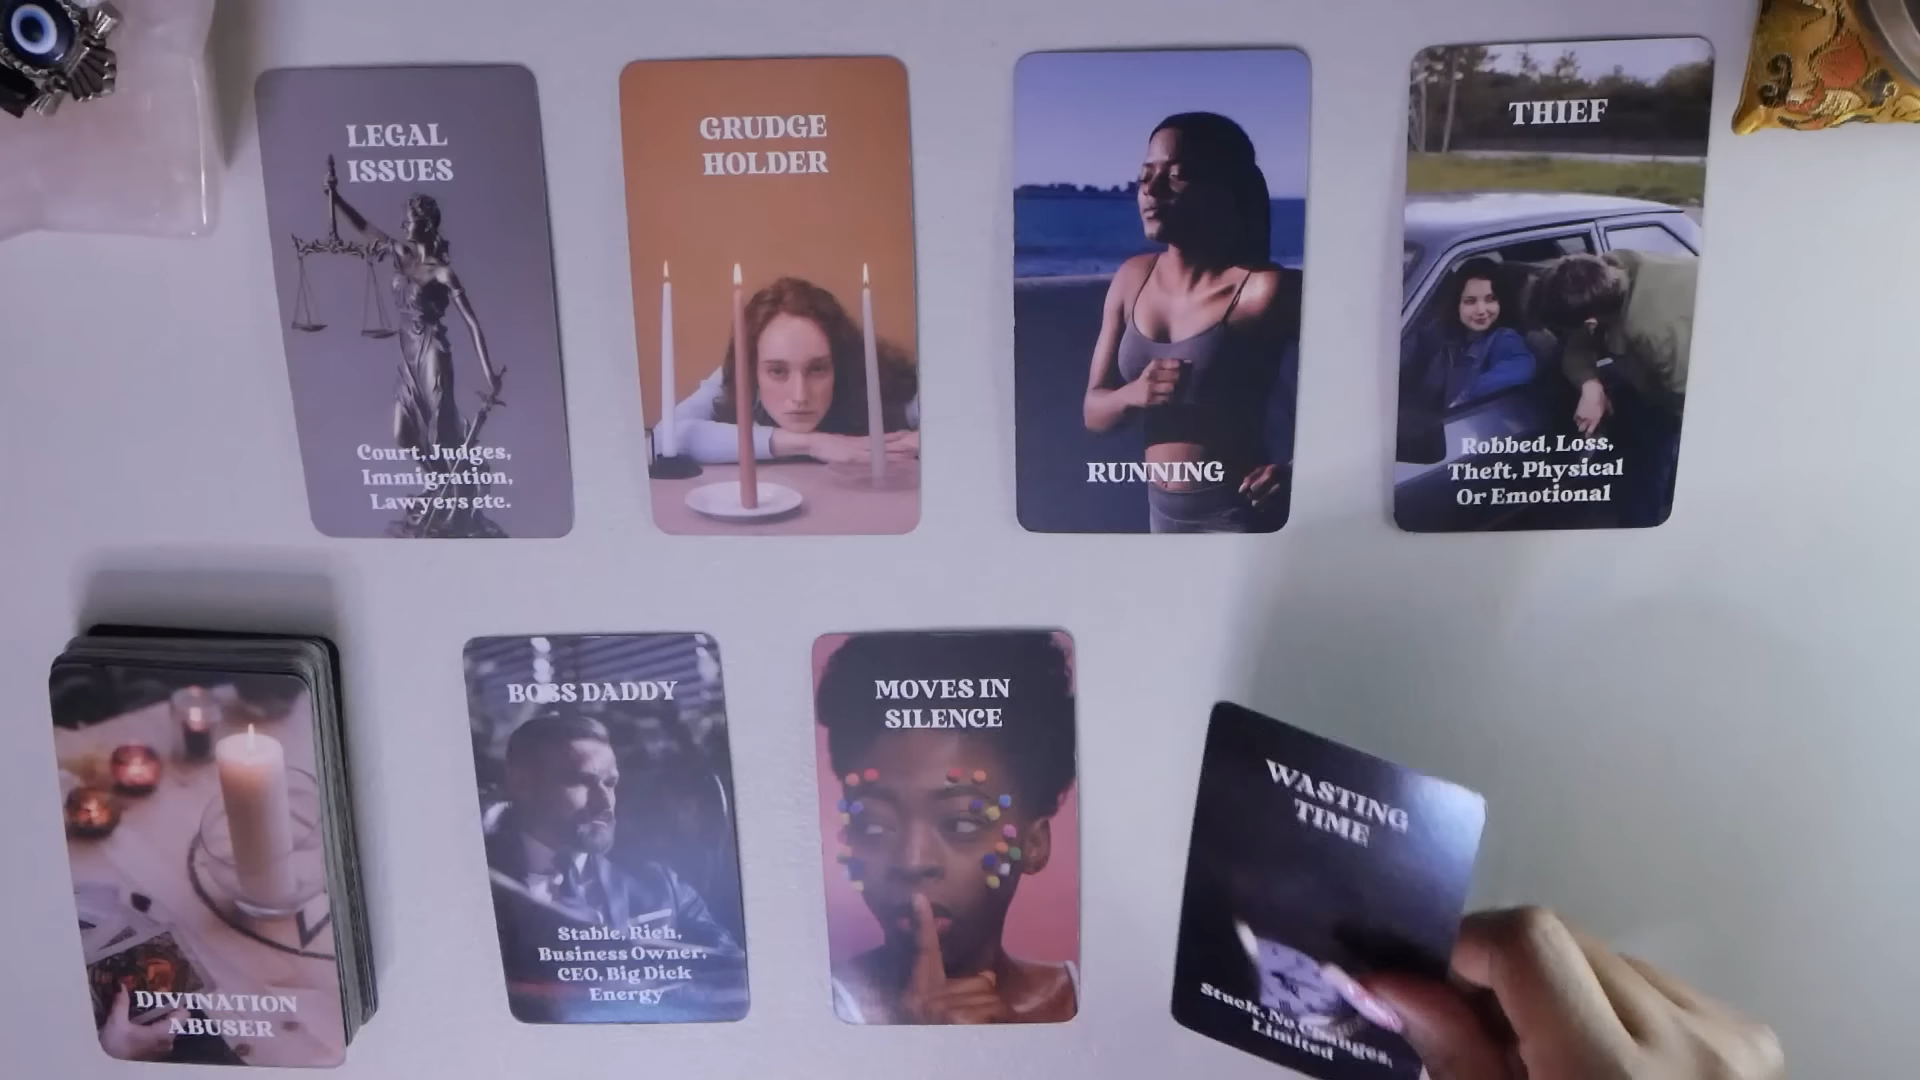 LEGAL
ISSUES
Court, Judges,
Immigration,
Lawyers etc.
GRUDGE
HOLDER
RUNNING
THIEF
Robbed, Loss,
Theft, Physical
Or Emotional
DIVINATION
ABUSER
BOSS DADDY
Stable, Rich,
Business Owner,
CEO, Big Dick
Energy
MOVES IN
SILENCE
WASTING
TIME
Stuck, No Changes,
Limited